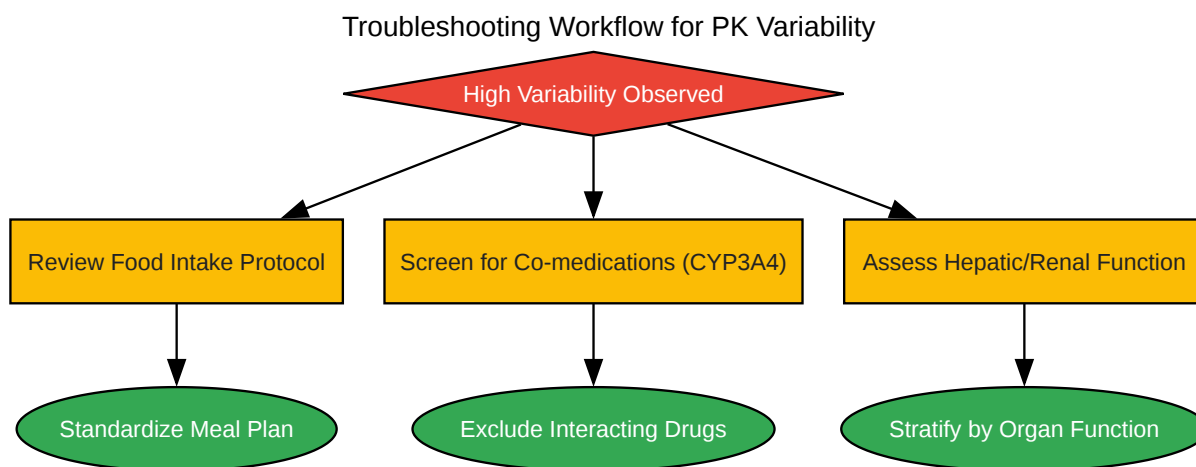 Troubleshooting Workflow for PK Variability
High Variability Observed
Review Food Intake Protocol
Screen for Co-medications (CYP3A4)
Assess Hepatic/Renal Function
Standardize Meal Plan
Exclude Interacting Drugs
Stratify by Organ Function